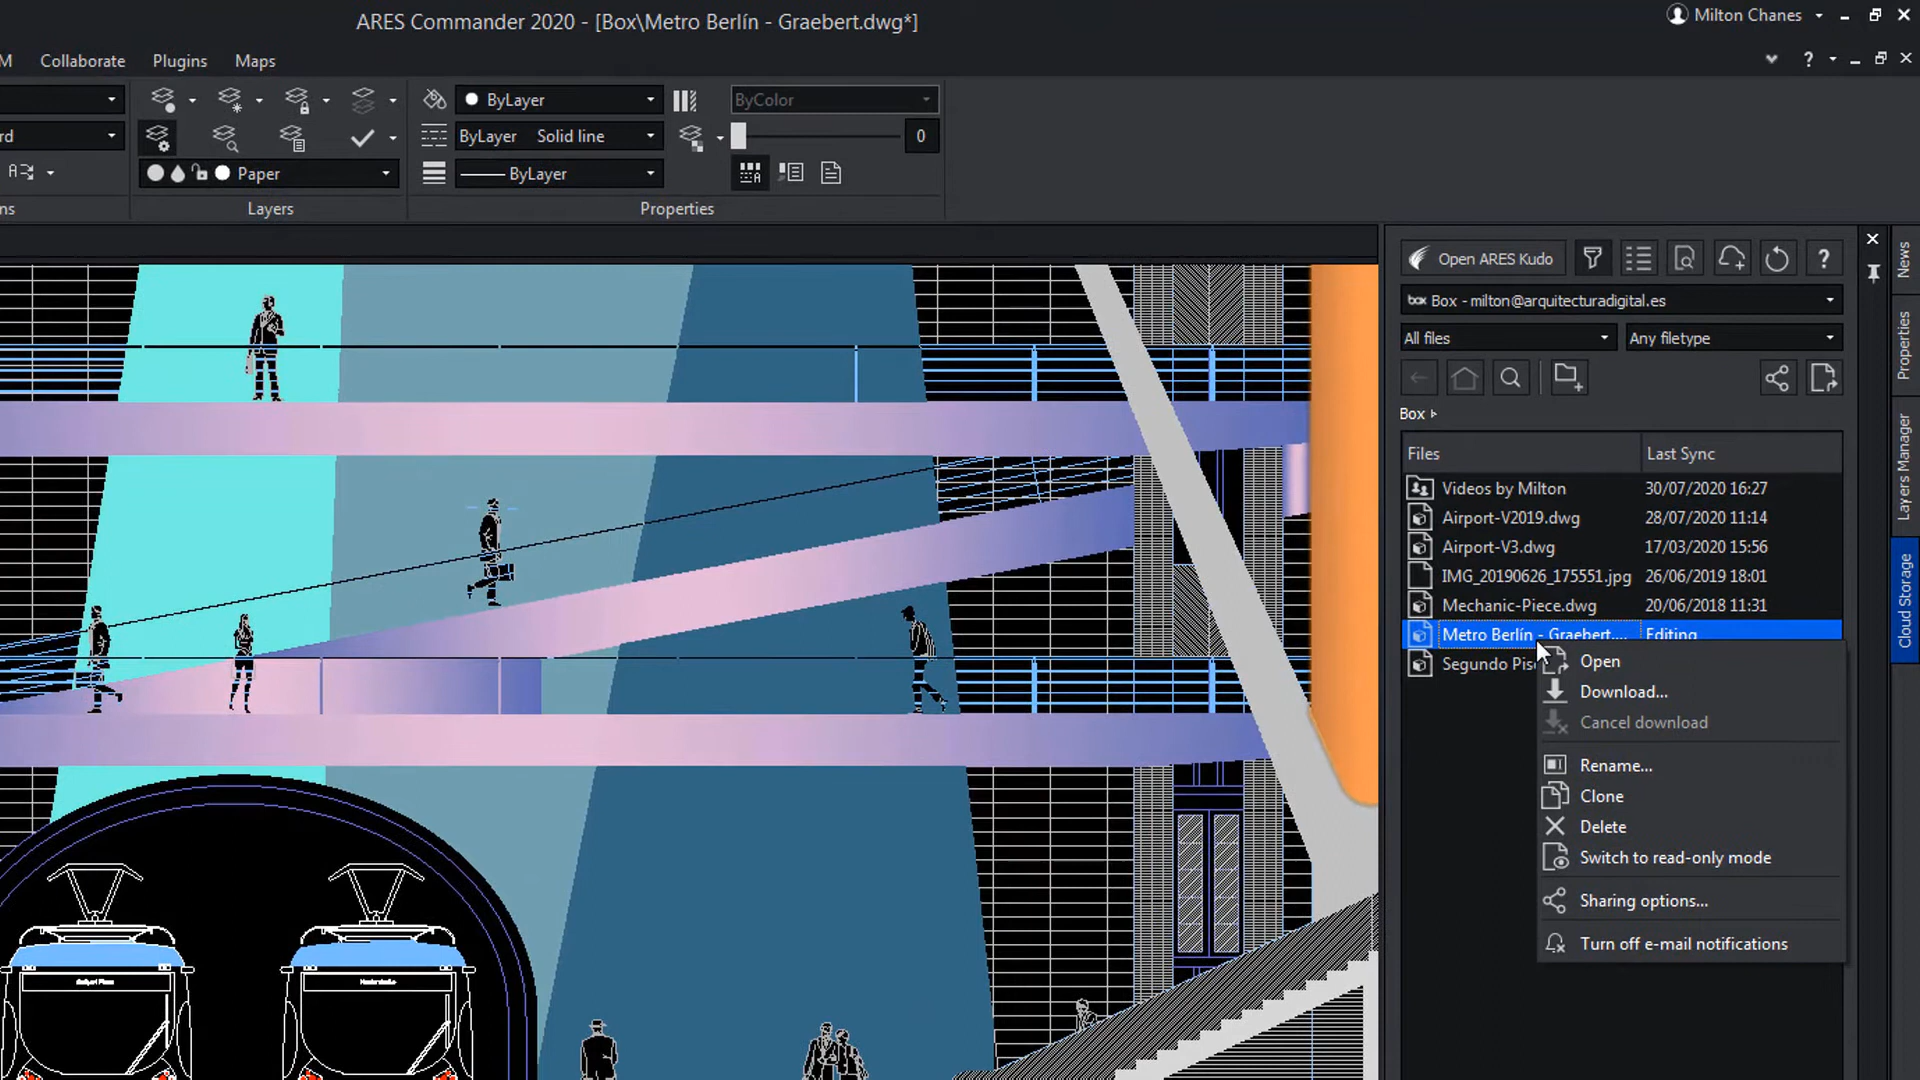 ARES Commander 2020 - [Box\Metro Berlín - Graebert.dwg*]
Milton Chanes
M Collaborate Plugins Maps
?
ByLayer
ByColor
rd
ByLayer Solid line
0
Paper
ByLayer
ns
Layers
Properties
Open ARES Kudo
?
box Box - milton@arquitecturadigital.es
All files
Any filetype
Box
Files Last Sync
Videos by Milton 30/07/2020 16:27
Airport-V2019.dwg 28/07/2020 11:14
Airport-V3.dwg 17/03/2020 15:56
IMG_20190626_175551.jpg 26/06/2019 18:01
Mechanic-Piece.dwg 20/06/2018 11:31
Metro Berlín - Graebert.... Editing
Segundo Pis
Open
Download...
Cancel download
Rename...
Clone
Delete
Switch to read-only mode
Sharing options...
Turn off e-mail notifications
News
Properties
Layers Manager
Cloud Storage